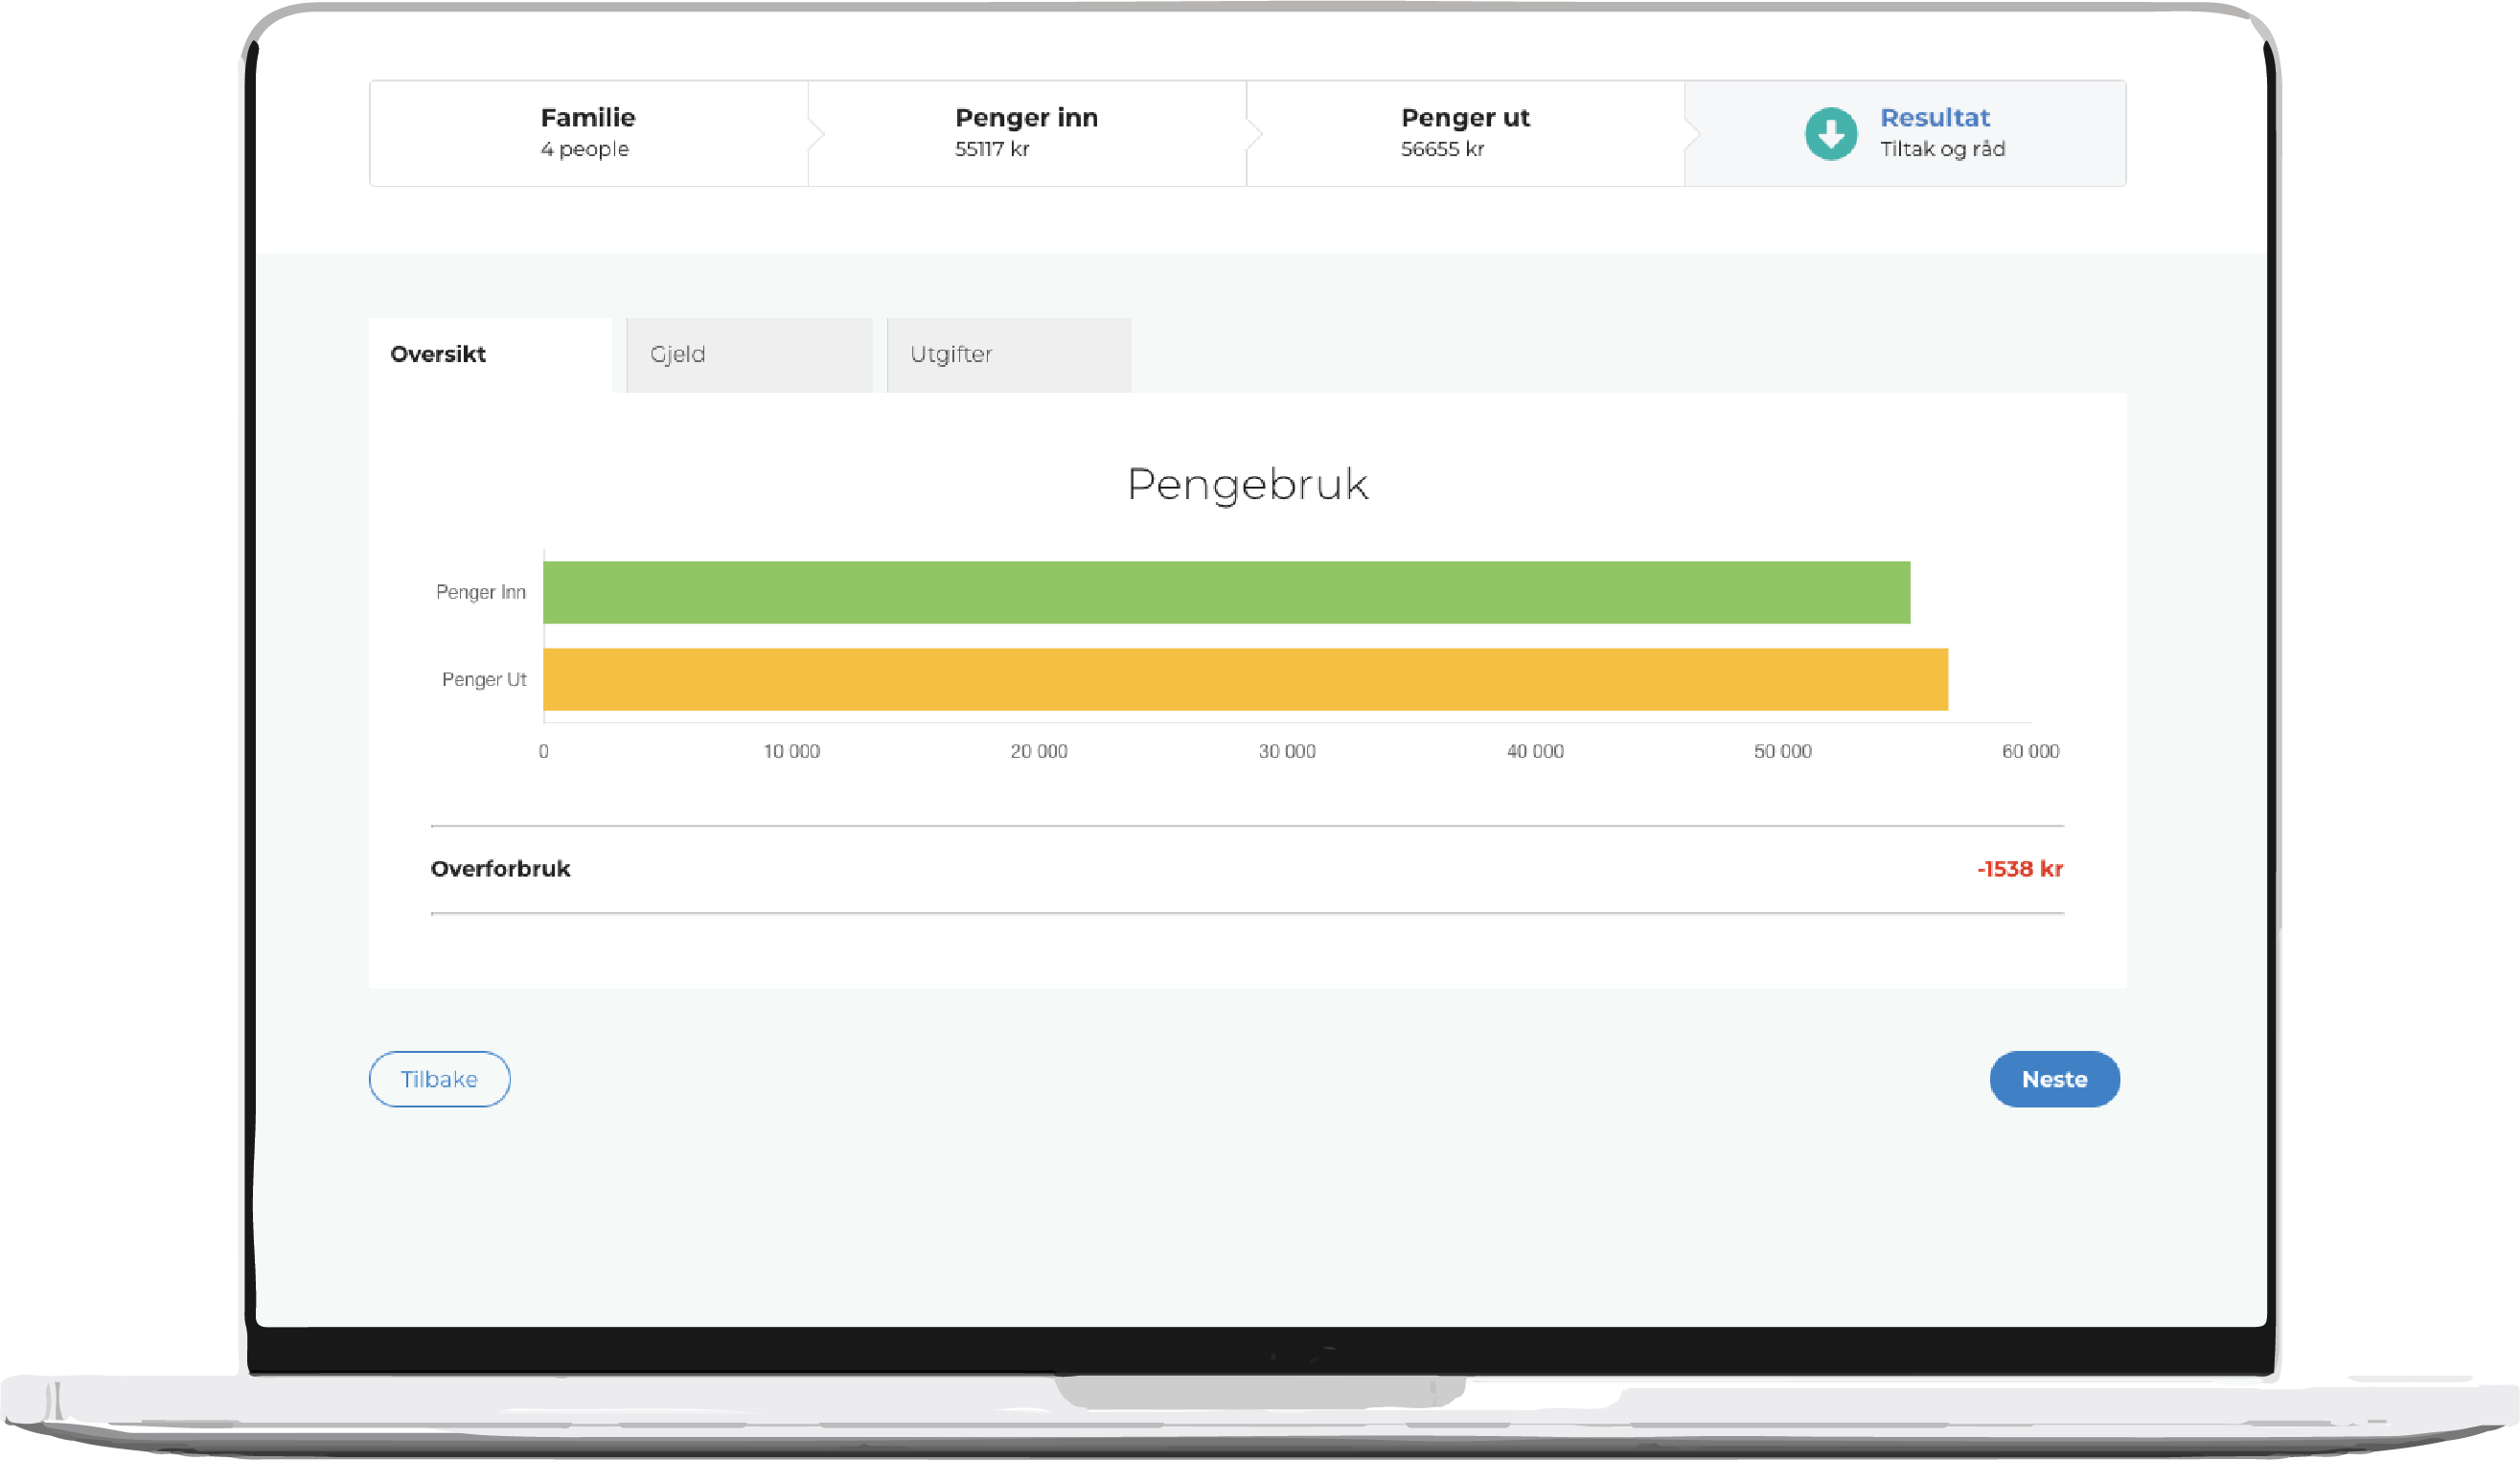 Familie
4 people
Penger inn
55117 kr
Penger ut
56655 kr
Resultat
Tiltak og råd
Oversikt
Gjeld
Utgifter
Pengebruk
Penger Inn
Penger Ut
0 10 000 20 000 30 000 40 000 50 000 60 000
Overforbruk -1538 kr
Tilbake
Neste